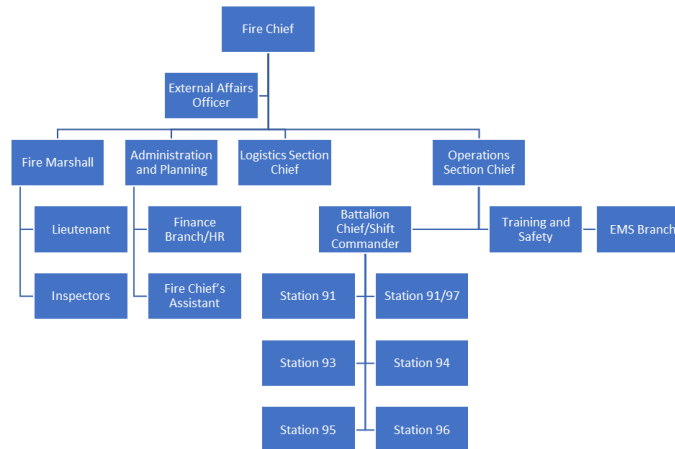 Fire Chief
External Affairs
Officer
Fire Marshall
Administration
and Planning
Logistics Section
Chief
Operations
Section Chief
Lieutenant
Finance
Branch/HR
Battalion
Chief/Shift
Commander
Training and
Safety
EMS Branch
Inspectors
Fire Chief's
Assistant
Station 91
Station 91/97
Station 93
Station 94
Station 95
Station 96